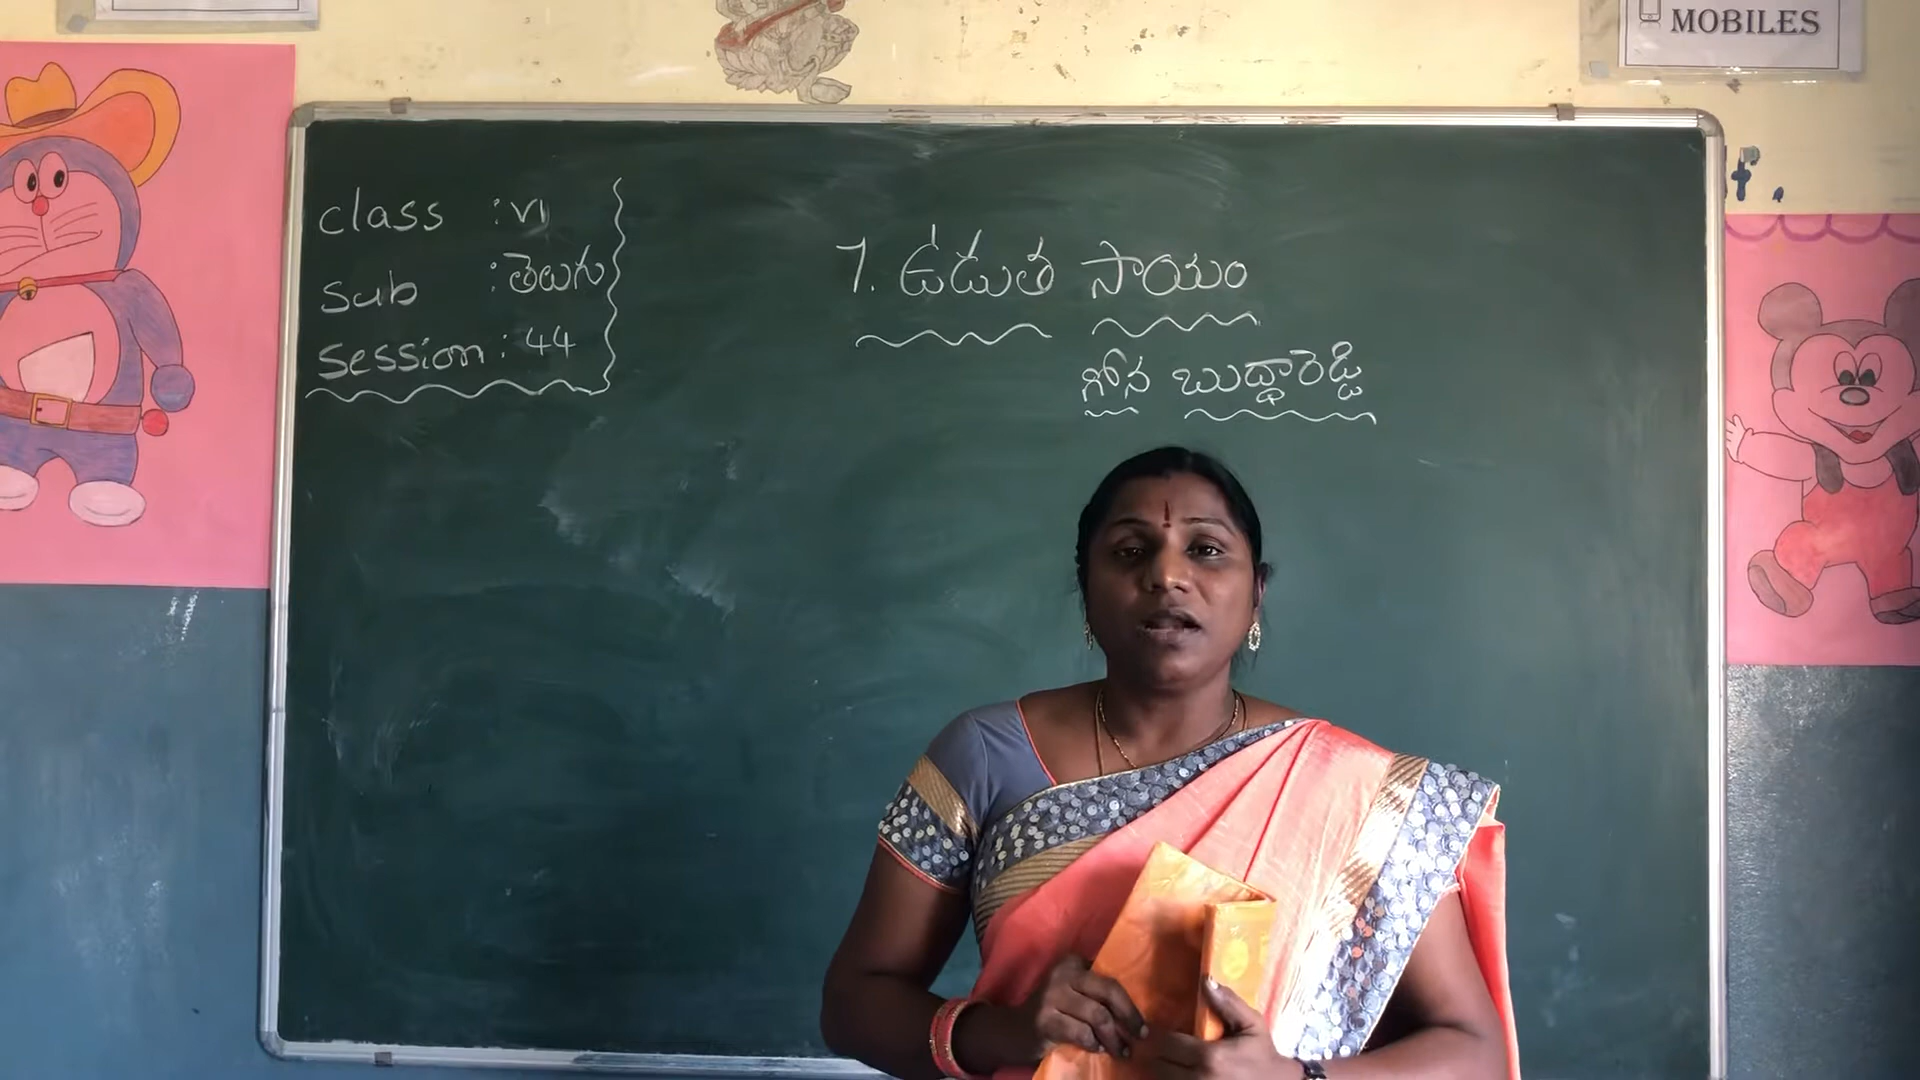 MOBILES
class : VI
sub : తెలుగు
session : 44
7. ఉడుత సాయం
గోన బుద్ధారెడ్డి